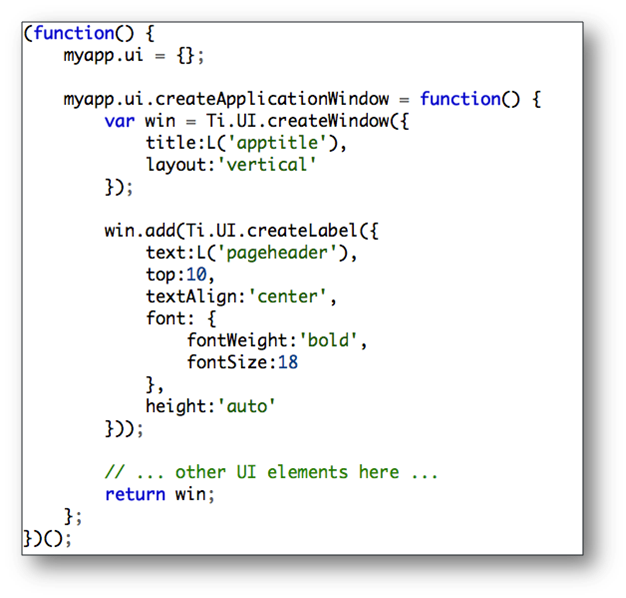 (function() {
    myapp.ui = {};

    myapp.ui.createApplicationWindow = function() {
        var win = Ti.UI.createWindow({
            title:L('apptitle'),
            layout:'vertical'
        });

        win.add(Ti.UI.createLabel({
            text:L('pageheader'),
            top:10,
            textAlign:'center',
            font: {
                fontWeight:'bold',
                fontSize:18
            },
            height:'auto'
        }));

        // ... other UI elements here ...
        return win;
    };
})();